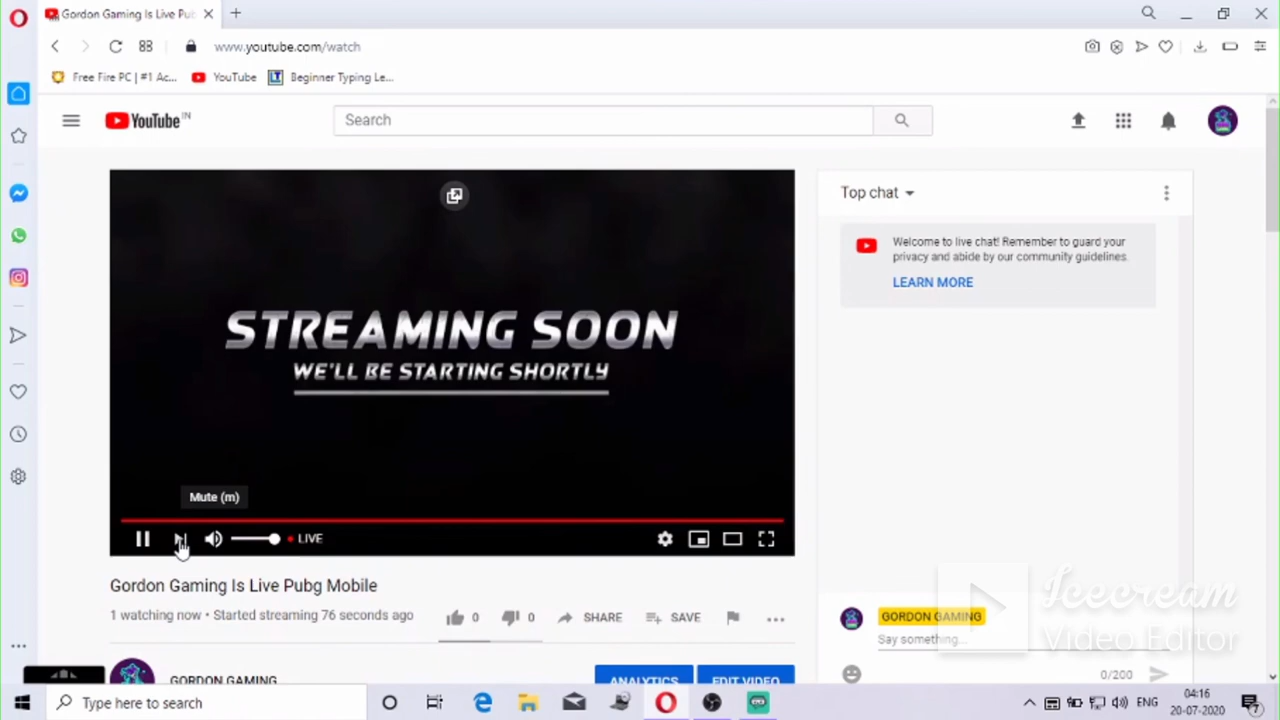 Gordon Gaming Is Live Pub
www.youtube.com/watch
Free Fire PC | #1 Ac...
YouTube
Beginner Typing Le...
YouTube IN
Search
Top chat
Welcome to live chat! Remember to guard your
privacy and abide by our community guidelines.
LEARN MORE
STREAMING SOON
WE'LL BE STARTING SHORTLY
Mute (m)
LIVE
Gordon Gaming Is Live Pubg Mobile
1 watching now • Started streaming 76 seconds ago
0
0
SHARE
SAVE
GORDON GAMING
Say something...
0/200
Icecream
Video Editor
GORDON GAMING
ANALYTICS
EDIT VIDEO
Type here to search
ENG
04:16
20-07-2020
7